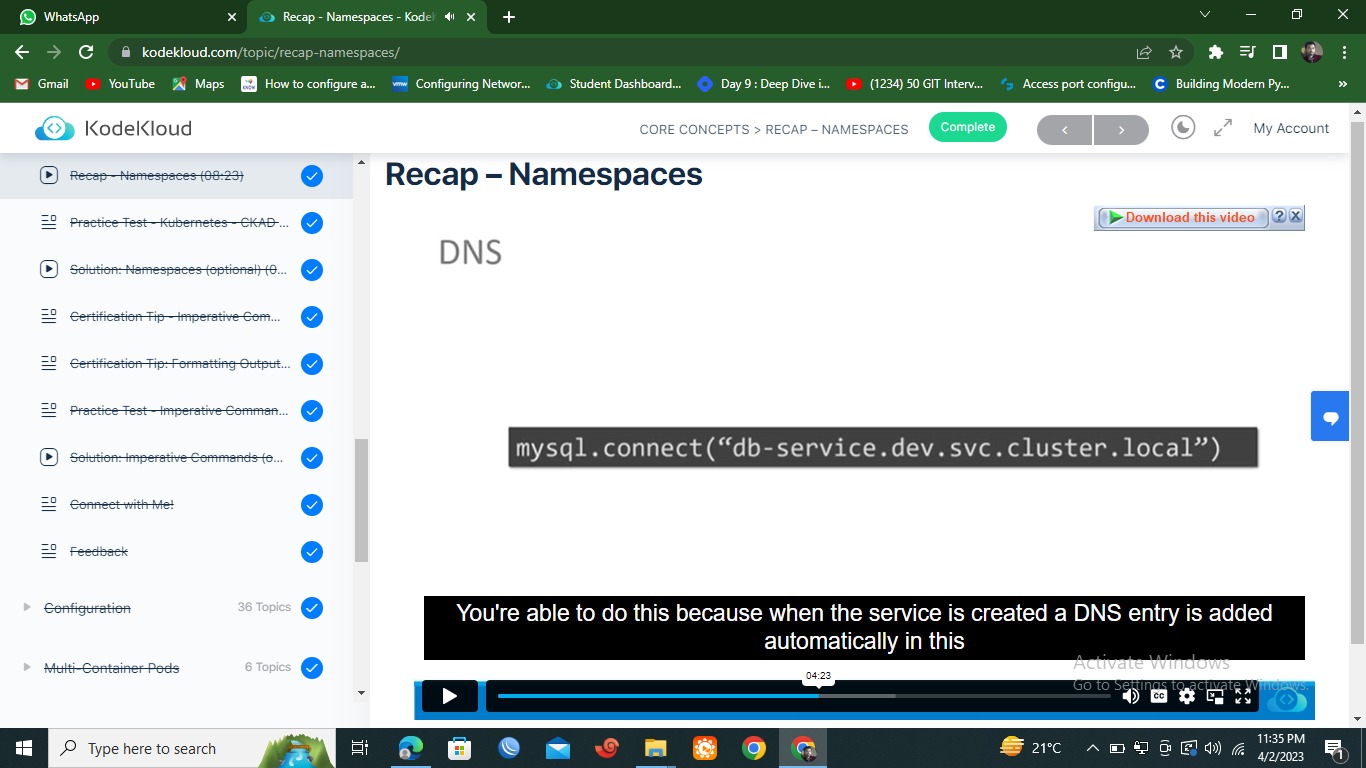 WhatsApp
Recap - Namespaces - Kodek
kodekloud.com/topic/recap-namespaces/
Gmail
YouTube
Maps
How to configure a...
Configuring Networ...
Student Dashboard...
Day 9 : Deep Dive i...
(1234) 50 GIT Interv...
Access port configu...
Building Modern Py...
»
KodeKloud
CORE CONCEPTS > RECAP – NAMESPACES
Complete
My Account
Recap - Namespaces (08:23)
Practice Test - Kubernetes - CKAD ...
Solution: Namespaces (optional) (0...
Certification Tip - Imperative Com...
Certification Tip: Formatting Output...
Practice Test - Imperative Comman...
Solution: Imperative Commands (o...
Connect with Me!
Feedback
Configuration
36 Topics
Multi-Container Pods
6 Topics
Recap – Namespaces
Download this video
? X
DNS
mysql.connect(“db-service.dev.svc.cluster.local”)
You're able to do this because when the service is created a DNS entry is added
automatically in this
Activate Windows
Go to Settings to activate Windows.
04:23
CC
Type here to search
21°C
11:35 PM
4/2/2023
1